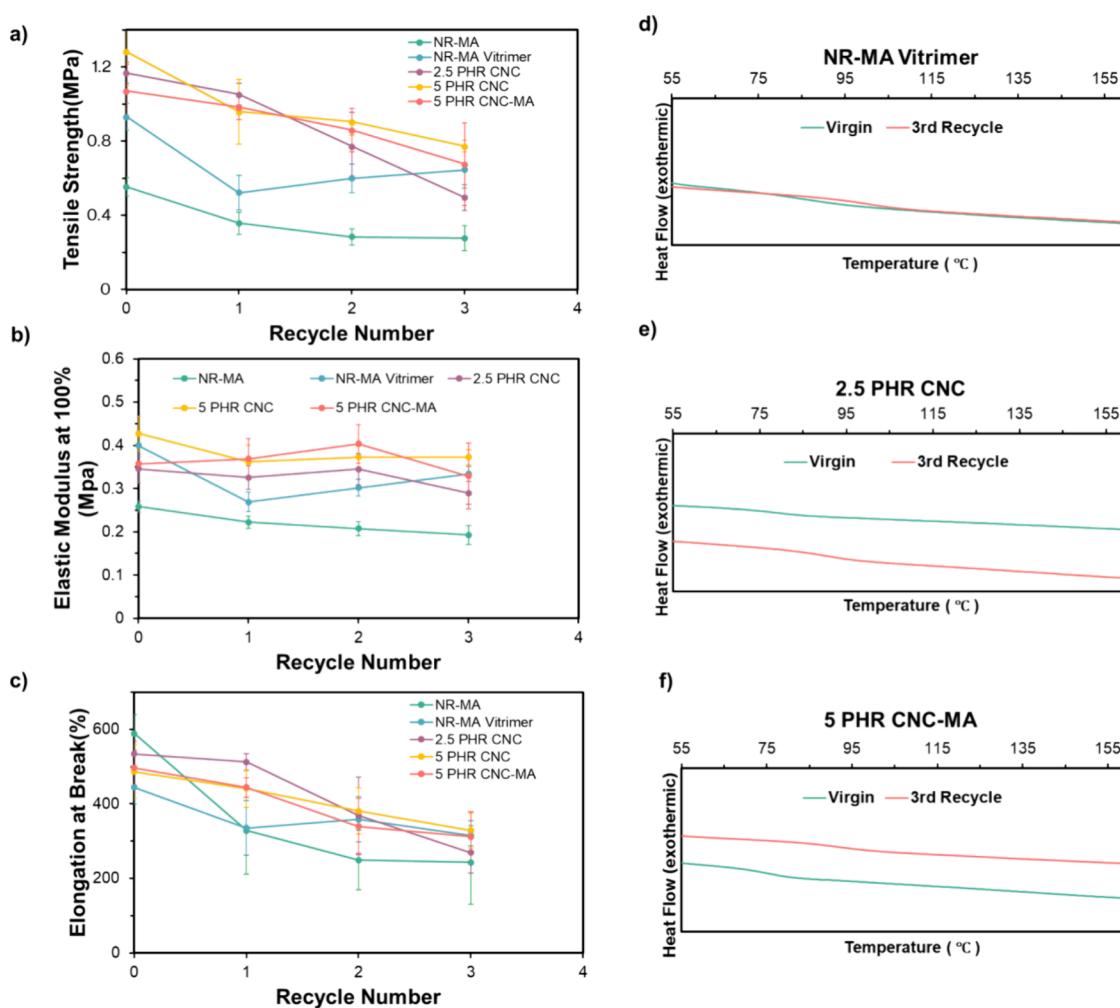 a)
NR-MA
NR-MA Vitrimer
2.5 PHR CNC
5 PHR CNC
5 PHR CNC-MA
Tensile Strength(MPa)
1.2
0.8
0.4
0
0 1 2 3 4
Recycle Number
b)
NR-MA NR-MA Vitrimer 2.5 PHR CNC
5 PHR CNC 5 PHR CNC-MA
Elastic Modulus at 100%
(Mpa)
0.6
0.5
0.4
0.3
0.2
0.1
0
0 1 2 3 4
Recycle Number
c)
NR-MA
NR-MA Vitrimer
2.5 PHR CNC
5 PHR CNC
5 PHR CNC-MA
Elongation at Break(%)
600
400
200
0
0 1 2 3 4
Recycle Number
d)
NR-MA Vitrimer
55 75 95 115 135 155
Virgin 3rd Recycle
Heat Flow (exothermic)
Temperature ( ℃ )
e)
2.5 PHR CNC
55 75 95 115 135 155
Virgin 3rd Recycle
Heat Flow (exothermic)
Temperature ( ℃ )
f)
5 PHR CNC-MA
55 75 95 115 135 155
Virgin 3rd Recycle
Heat Flow (exothermic)
Temperature ( ℃ )